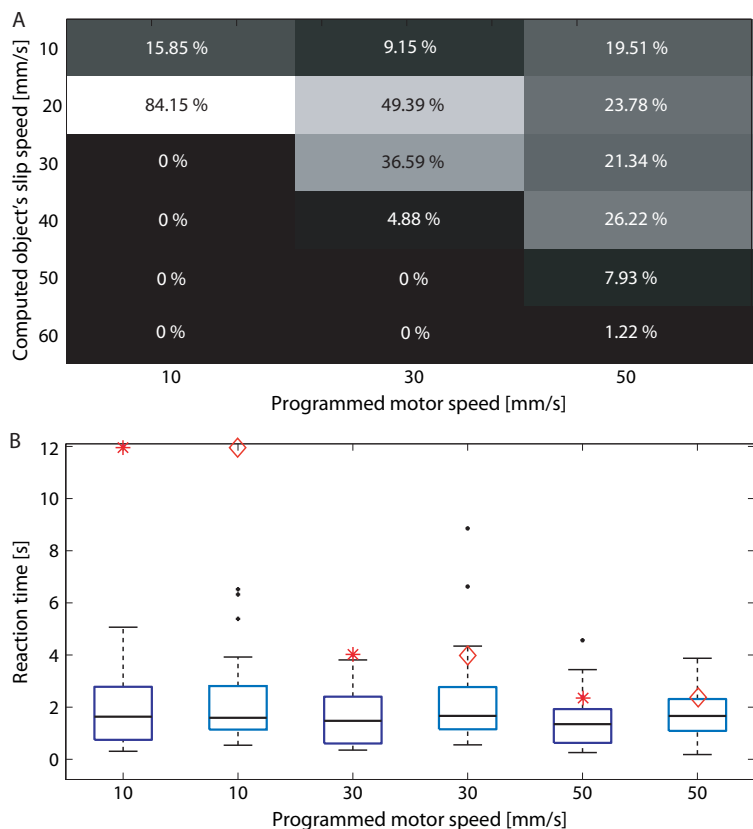 A
Computed object's slip speed [mm/s]
10 15.85 % 9.15 % 19.51 %
20 84.15 % 49.39 % 23.78 %
30 0 % 36.59 % 21.34 %
40 0 % 4.88 % 26.22 %
50 0 % 0 % 7.93 %
60 0 % 0 % 1.22 %
10 30 50
Programmed motor speed [mm/s]
B
Reaction time [s]
12
10
8
6
4
2
0
10 10 30 30 50 50
Programmed motor speed [mm/s]